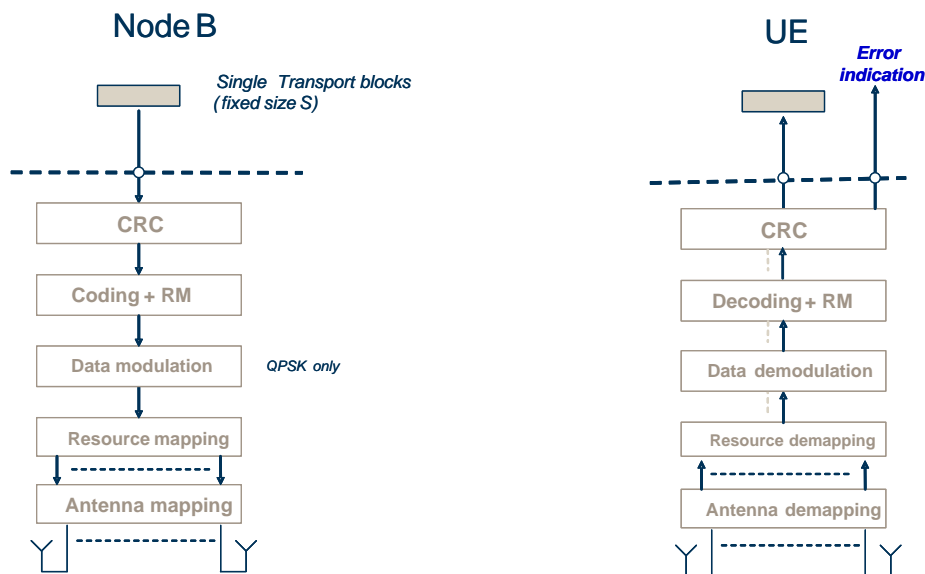 Node B
Single Transport blocks
(fixed size S)
CRC
Coding + RM
Data modulation
QPSK only
Resource mapping
Antenna mapping
UE
Error
indication
CRC
Decoding + RM
Data demodulation
Resource demapping
Antenna demapping